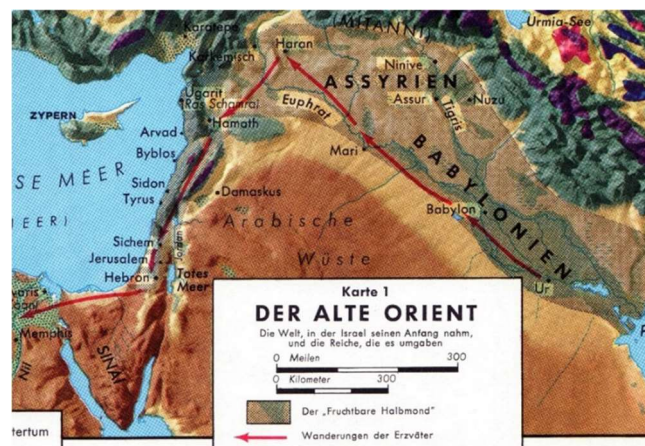 (MITANNI)
Urmia-See
Karatepe
Haran
Karkemisch
Ninive
ASSYRIEN
Ugarit
Ras Schamra)
Euphrat
Assur
Nuzu
Tigris
ZYPERN
Hamath
Arvad
Mari
BABYLONIEN
Byblos
SE MEER
EER)
Sidon
Tyrus
Damaskus
Babylon
Arabische
Wüste
Sichem
Jordan
Jerusalem
Hebron
Totes
Meer
Ur
varis
Memphis
Nil
SINAI
Karte 1
DER ALTE ORIENT
Die Welt, in der Israel seinen Anfang nahm,
und die Reiche, die es umgaben
0 Meilen 300
0 Kilometer 300
Der „Fruchtbare Halbmond"
Wanderungen der Erzväter
tertum